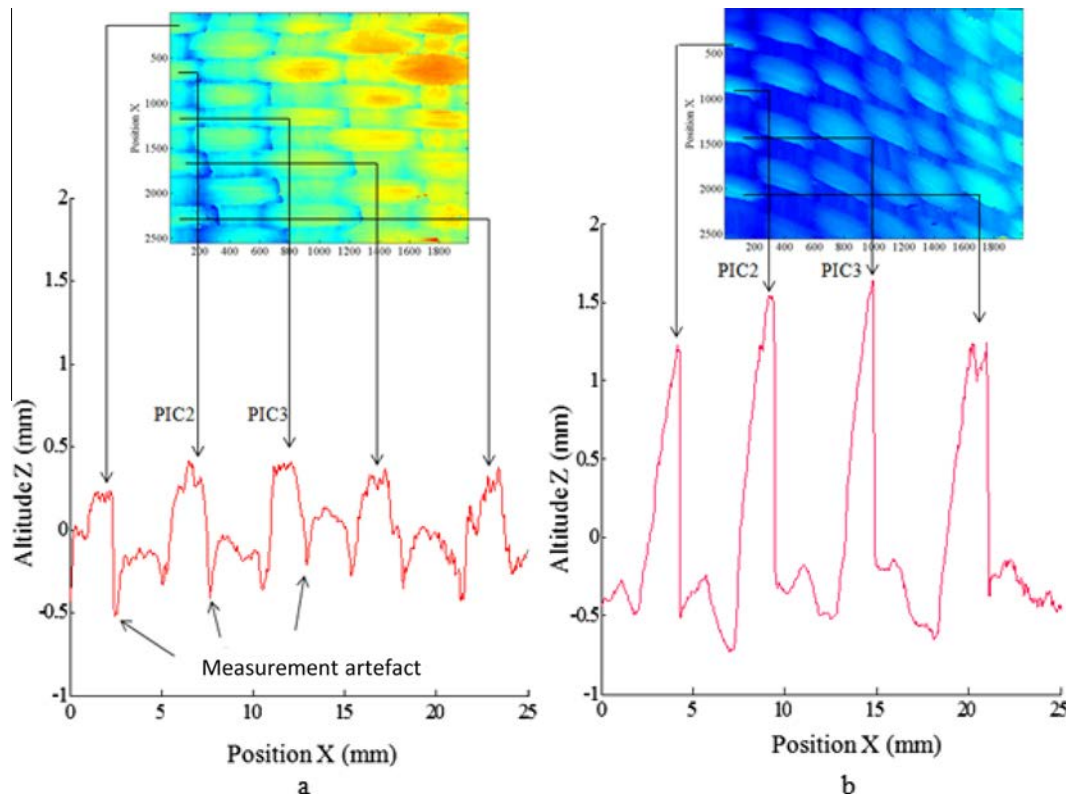 Position X
500
1000
1500
2000
2500
200 400 600 800 1000 1200 1400 1600 1800
2
1.5
1
0.5
0
-0.5
-1
Altitude Z (mm)
PIC2
PIC3
Measurement artefact
0 5 10 15 20 25
Position X (mm)
a
Position X
500
1000
1500
2000
2500
200 400 600 800 1000 1200 1400 1600 1800
2
1.5
1
0.5
0
-0.5
-1
Altitude Z (mm)
PIC2
PIC3
0 5 10 15 20 25
Position X (mm)
b